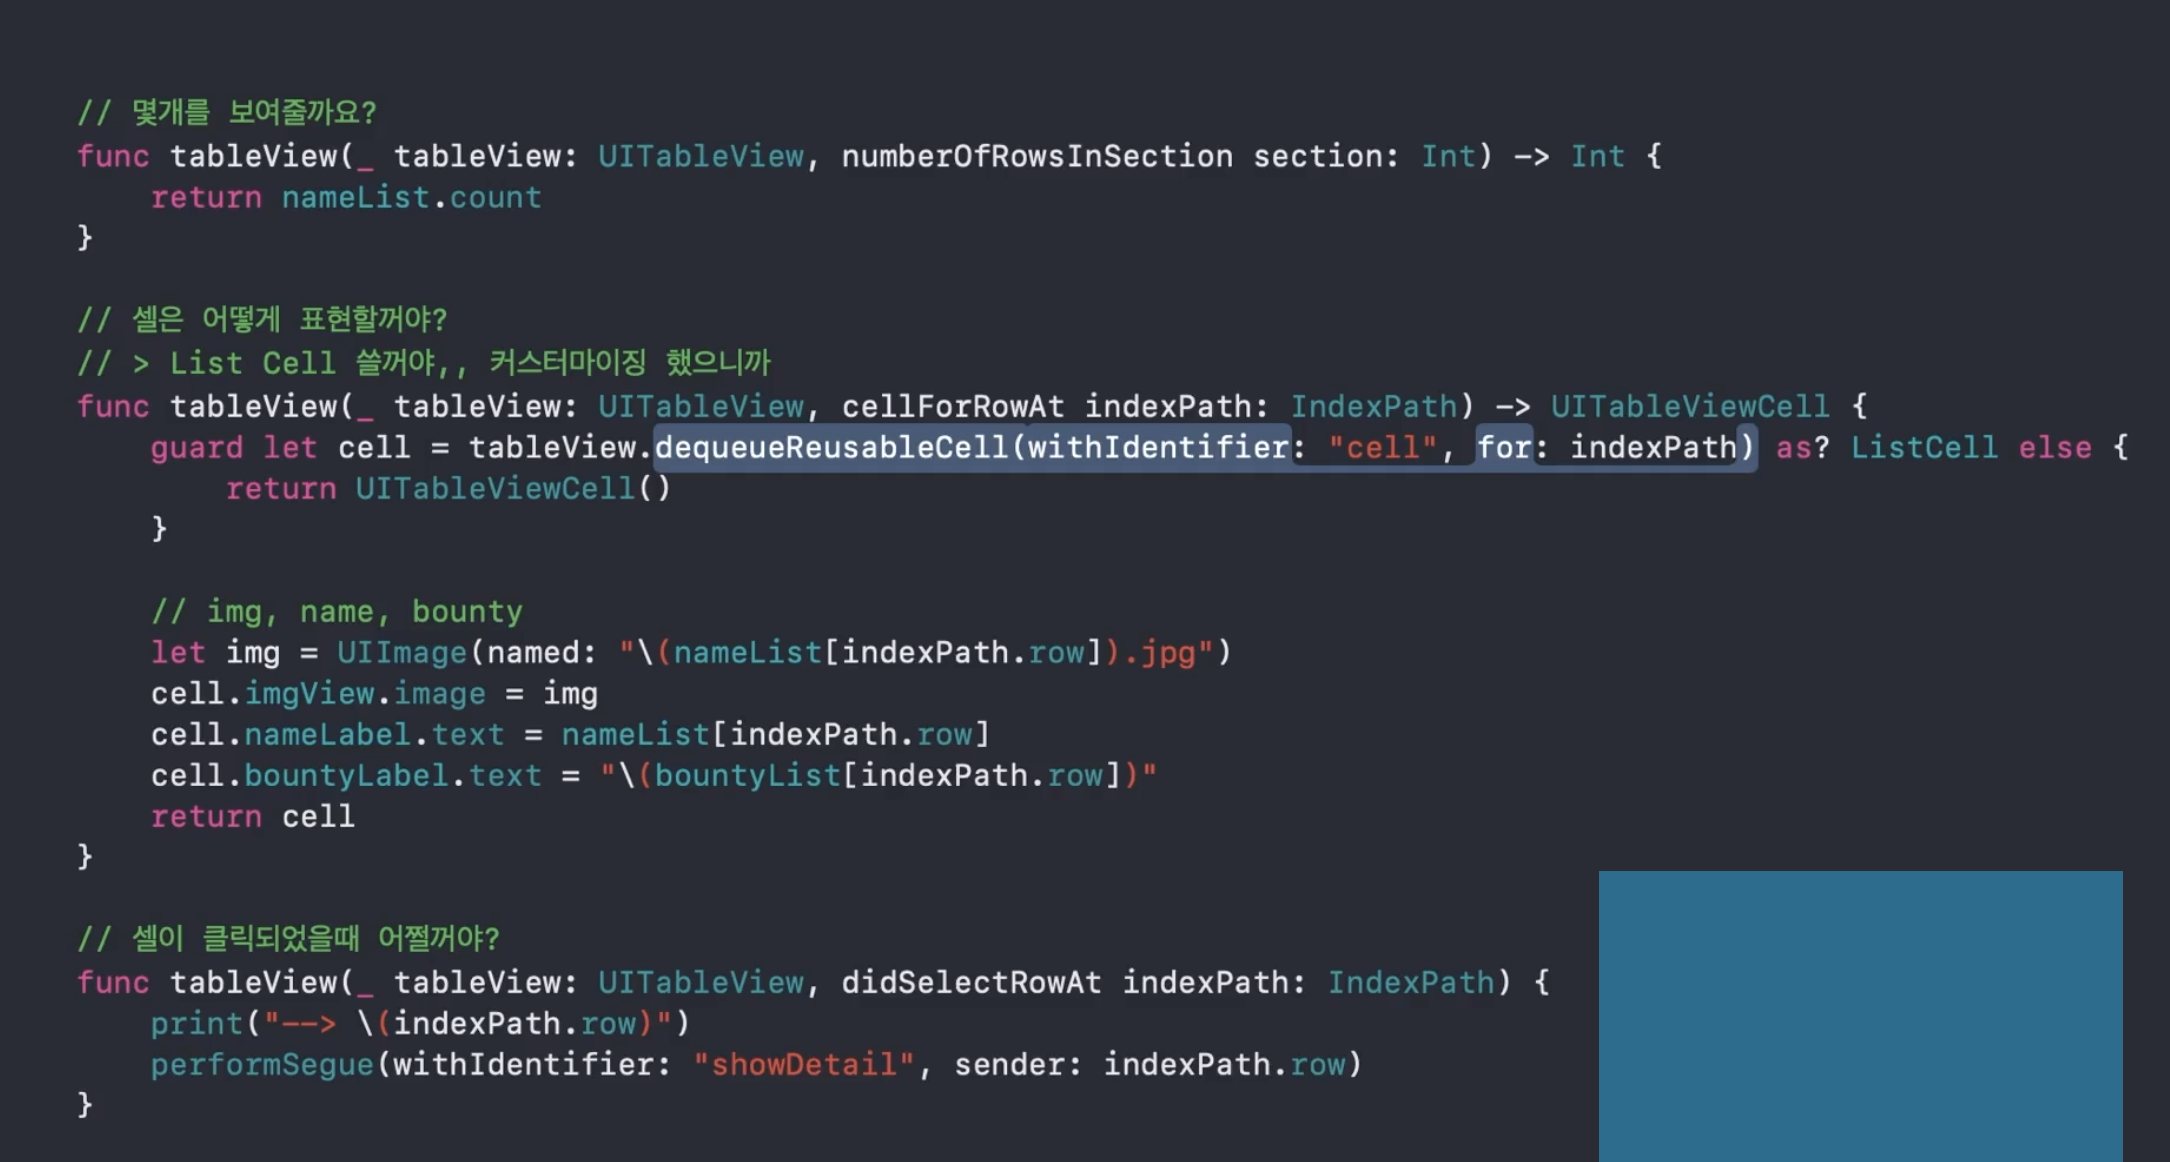 // 몇개를 보여줄까요?
func tableView(_ tableView: UITableView, numberOfRowsInSection section: Int) -> Int {
    return nameList.count
}
// 셀은 어떻게 표현할꺼야?
// > List Cell 쓸꺼야,, 커스터마이징 했으니까
func tableView(_ tableView: UITableView, cellForRowAt indexPath: IndexPath) -> UITableViewCell {
    guard let cell = tableView.dequeueReusableCell(withIdentifier: "cell", for: indexPath) as? ListCell else {
        return UITableViewCell()
    }
    // img, name, bounty
    let img = UIImage(named: "\(nameList[indexPath.row]).jpg")
    cell.imgView.image = img
    cell.nameLabel.text = nameList[indexPath.row]
    cell.bountyLabel.text = "\(bountyList[indexPath.row])"
    return cell
}
// 셀이 클릭되었을때 어쩔꺼야?
func tableView(_ tableView: UITableView, didSelectRowAt indexPath: IndexPath) {
    print("--> \(indexPath.row)")
    performSegue(withIdentifier: "showDetail", sender: indexPath.row)
}